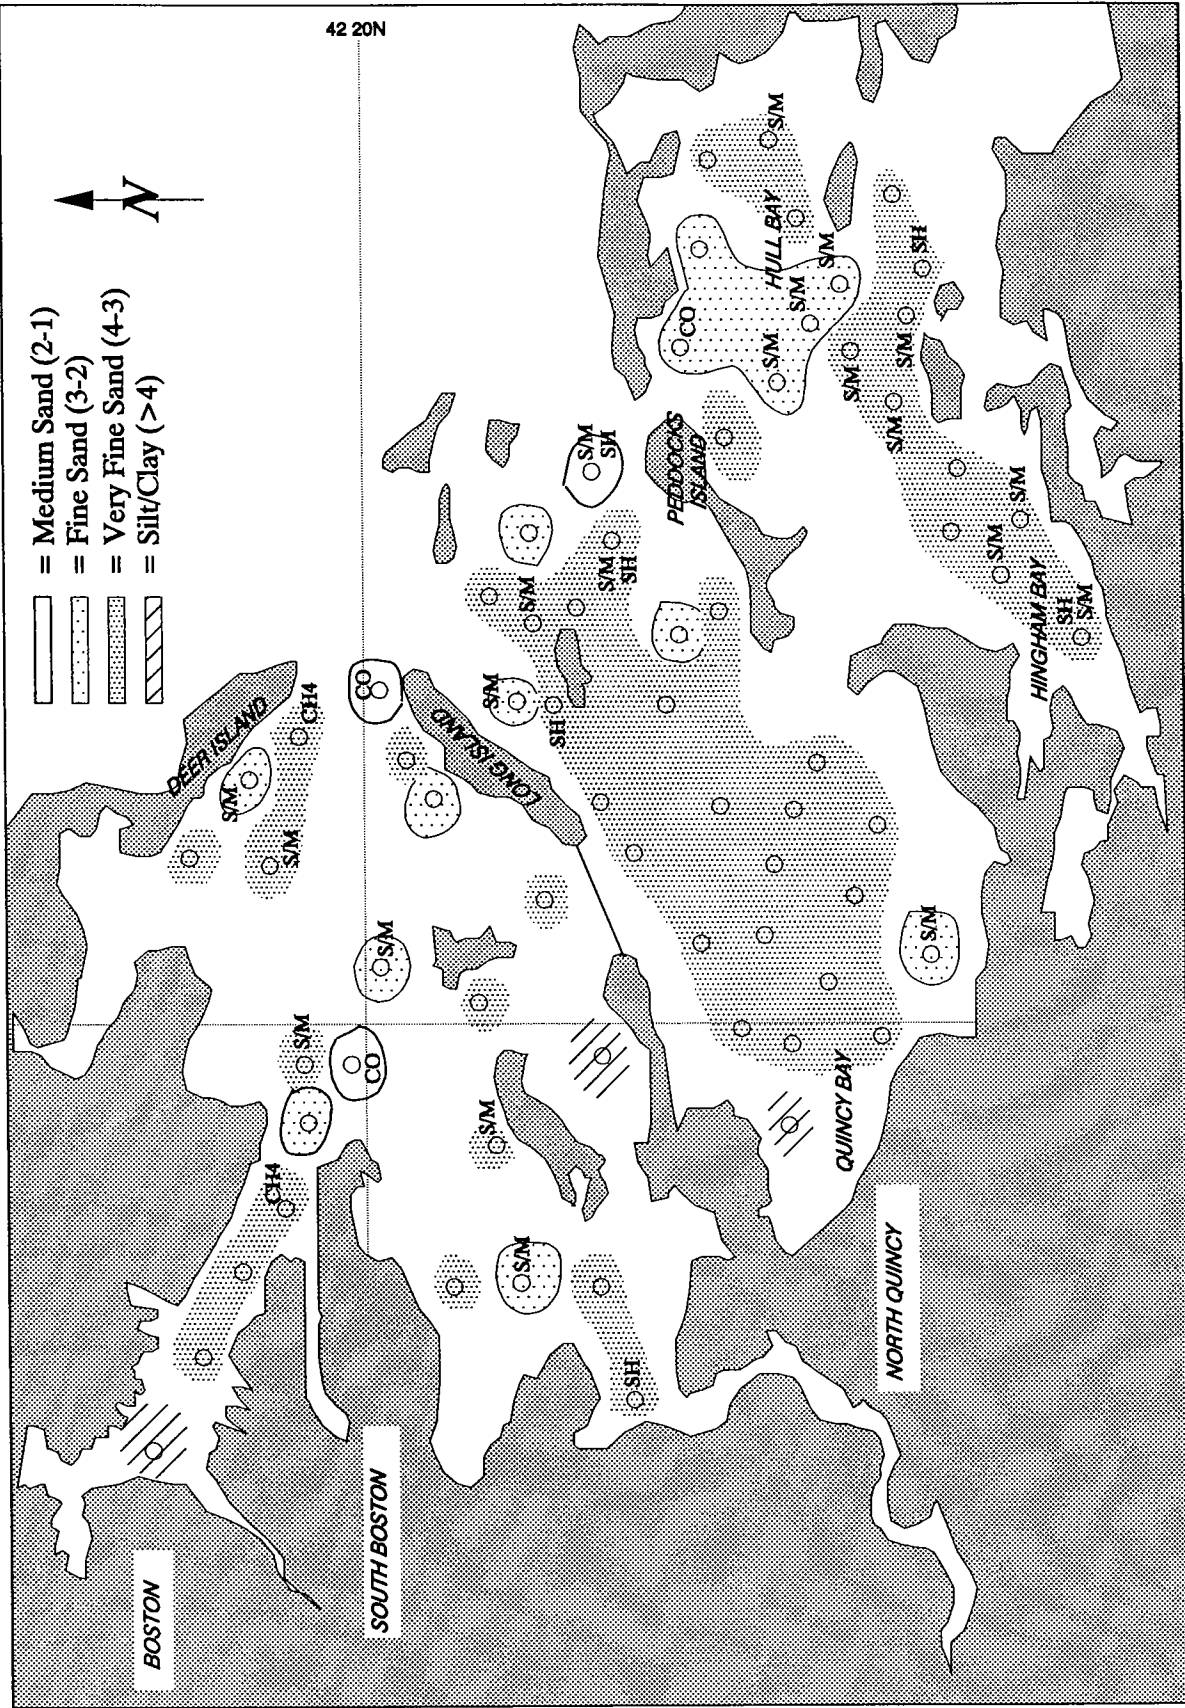 42 20N
N
= Medium Sand (2-1)
= Fine Sand (3-2)
= Very Fine Sand (4-3)
= Silt/Clay (>4)
BOSTON
SOUTH BOSTON
NORTH QUINCY
DEER ISLAND
LONG ISLAND
PEDDOCKS
ISLAND
HULL BAY
HINGHAM BAY
QUINCY BAY
CH4
S/M
CO
S/M
S/M
S/M
CH4
CO
S/M
S/M
SH
S/M
S/M
SH
S/M
S/M
SH
S/M
SH
S/M
CO
S/M
S/M
S/M
S/M
S/M
S/M
S/M
SH
S/M
S/M
SH
S/M